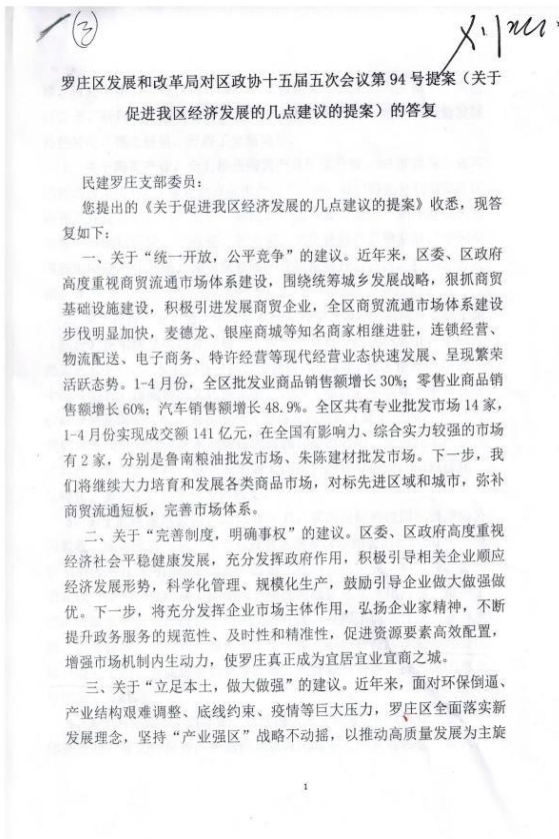 ③
罗庄区发展和改革局对区政协十五届五次会议第 94 号提案（关于
促进我区经济发展的几点建议的提案）的答复
民建罗庄支部委员：
您提出的《关于促进我区经济发展的几点建议的提案》收悉，现答
复如下：
一、关于“统一开放，公平竞争”的建议。近年来，区委、区政府
高度重视商贸流通市场体系建设，围绕统筹城乡发展战略，狠抓商贸
基础设施建设，积极引进发展商贸企业，全区商贸流通市场体系建设
步伐明显加快，麦德龙、银座商城等知名商家相继进驻，连锁经营、
物流配送、电子商务、特许经营等现代经营业态快速发展、呈现繁荣
活跃态势。1-4 月份，全区批发业商品销售额增长 30%；零售业商品销
售额增长 60%；汽车销售额增长 48.9%。全区共有专业批发市场 14 家，
1-4 月份实现成交额 141 亿元，在全国有影响力、综合实力较强的市场
有 2 家，分别是鲁南粮油批发市场、朱陈建材批发市场。下一步，我
们将继续大力培育和发展各类商品市场，对标先进区域和城市，弥补
商贸流通短板，完善市场体系。
二、关于“完善制度，明确事权”的建议。区委、区政府高度重视
经济社会平稳健康发展，充分发挥政府作用，积极引导相关企业顺应
经济发展形势，科学化管理、规模化生产，鼓励引导企业做大做强做
优。下一步，将充分发挥企业市场主体作用，弘扬企业家精神，不断
提升政务服务的规范性、及时性和精准性，促进资源要素高效配置，
增强市场机制内生动力，使罗庄真正成为宜居宜业宜商之城。
三、关于“立足本土，做大做强”的建议。近年来，面对环保倒逼、
产业结构艰难调整、底线约束、疫情等巨大压力，罗庄区全面落实新
发展理念，坚持“产业强区”战略不动摇，以推动高质量发展为主旋
1